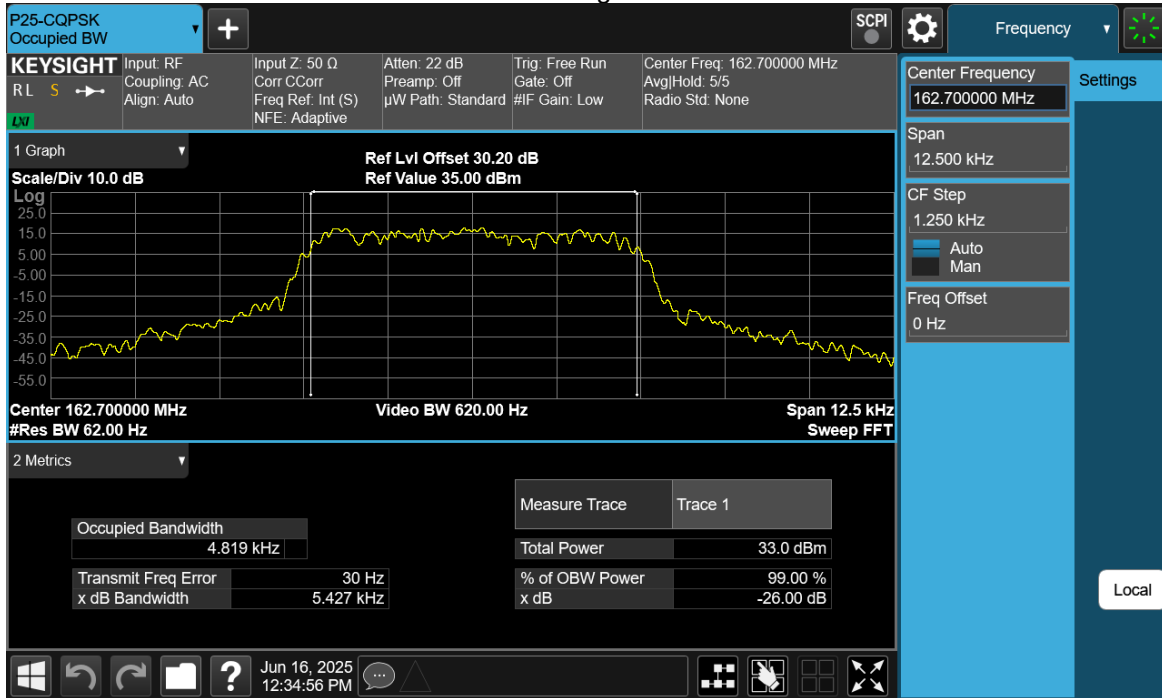 P25-CQPSK
Occupied BW
SCPI
Frequency
KEYSIGHT
RL S
LXI
Input: RF
Coupling: AC
Align: Auto
Input Z: 50 Ω
Corr CCorr
Freq Ref: Int (S)
NFE: Adaptive
Atten: 22 dB
Preamp: Off
µW Path: Standard
Trig: Free Run
Gate: Off
#IF Gain: Low
Center Freq: 162.700000 MHz
Avg|Hold: 5/5
Radio Std: None
Center Frequency
162.700000 MHz
Settings
Span
12.500 kHz
CF Step
1.250 kHz
Auto
Man
Freq Offset
0 Hz
Local
1 Graph
Scale/Div 10.0 dB
Ref Lvl Offset 30.20 dB
Ref Value 35.00 dBm
Log
25.0
15.0
5.00
-5.00
-15.0
-25.0
-35.0
-45.0
-55.0
Center 162.700000 MHz
Video BW 620.00 Hz
Span 12.5 kHz
#Res BW 62.00 Hz
Sweep FFT
2 Metrics
Measure Trace
Trace 1
Occupied Bandwidth
4.819 kHz
Total Power
33.0 dBm
Transmit Freq Error
30 Hz
% of OBW Power
99.00 %
x dB Bandwidth
5.427 kHz
x dB
-26.00 dB
?
Jun 16, 2025
12:34:56 PM